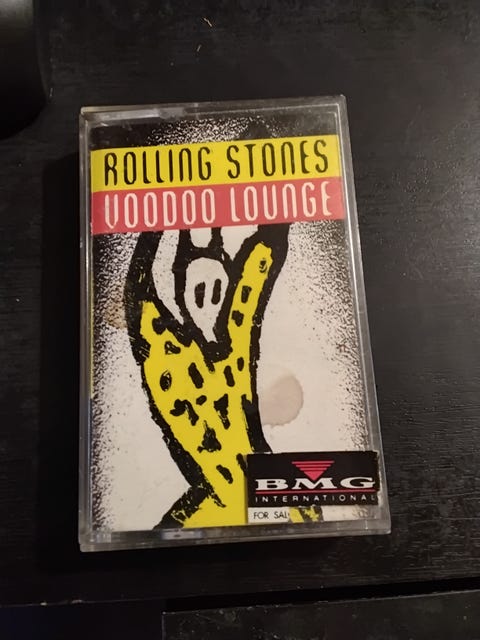 ROLLING STONES
VOODOO LOUNGE
BMG
INTERNATIONAL
FOR SAL